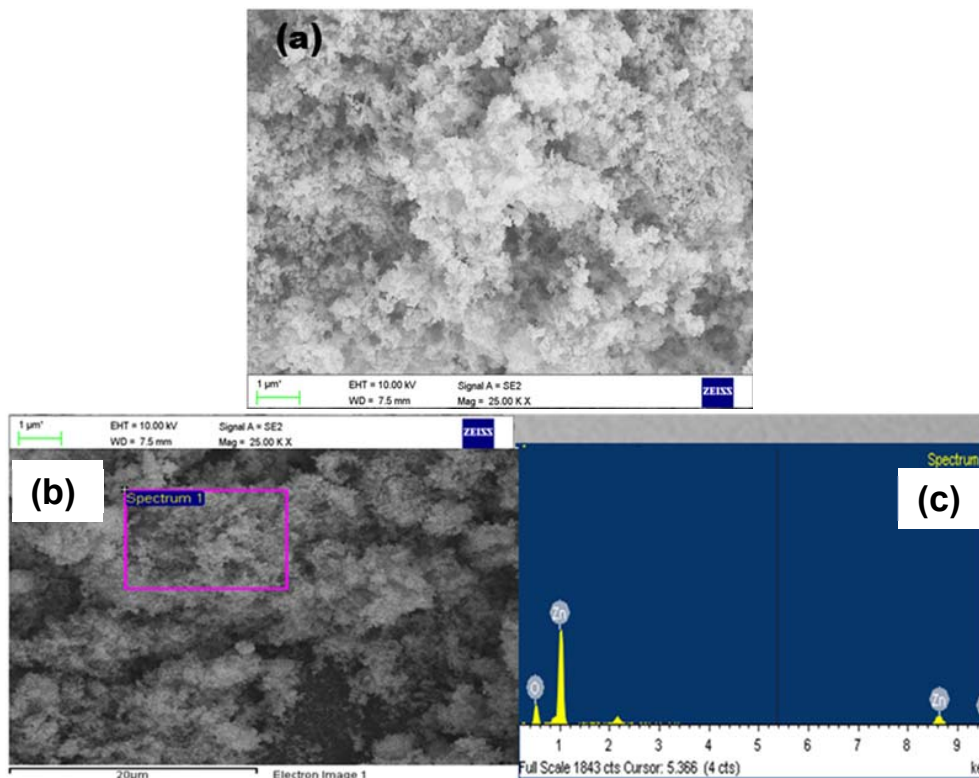 (a)
1 µm*
EHT = 10.00 kV
Signal A = SE2
WD = 7.5 mm
Mag = 25.00 K X
ZEISS
1 µm*
EHT = 10.00 kV
Signal A = SE2
WD = 7.5 mm
Mag = 25.00 K X
ZEISS
(b)
Spectrum 1
20µm
Electron Image 1
Spectrum
(c)
Zn
O
Zn
1 2 3 4 5 6 7 8 9
Full Scale 1843 cts Cursor: 5.366 (4 cts)